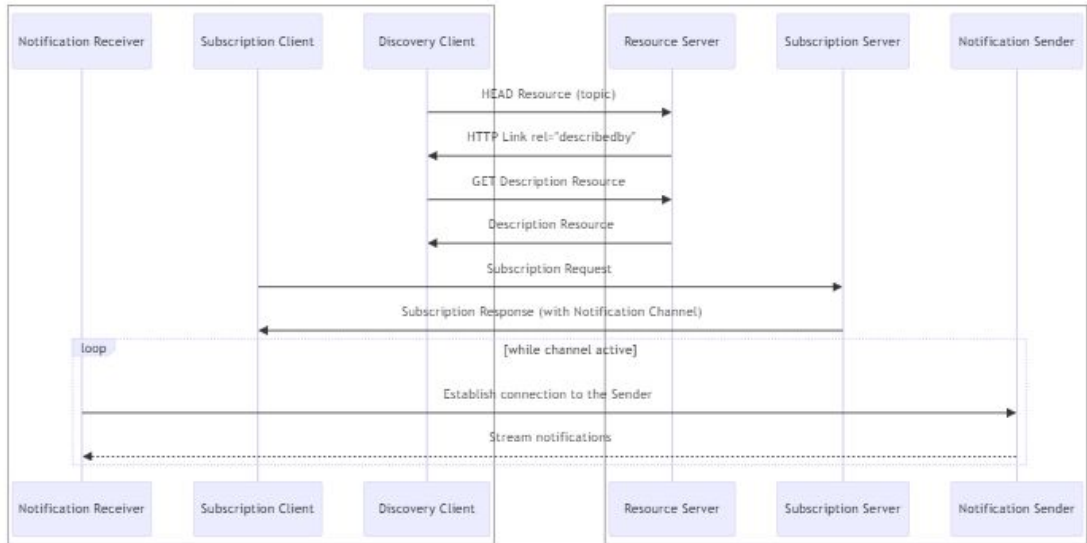 Notification Receiver Subscription Client Discovery Client Resource Server Subscription Server Notification Sender
HEAD Resource (topic)
HTTP Link rel="describedby"
GET Description Resource
Description Resource
Subscription Request
Subscription Response (with Notification Channel)
loop [while channel active]
Establish connection to the Sender
Stream notifications
Notification Receiver Subscription Client Discovery Client Resource Server Subscription Server Notification Sender